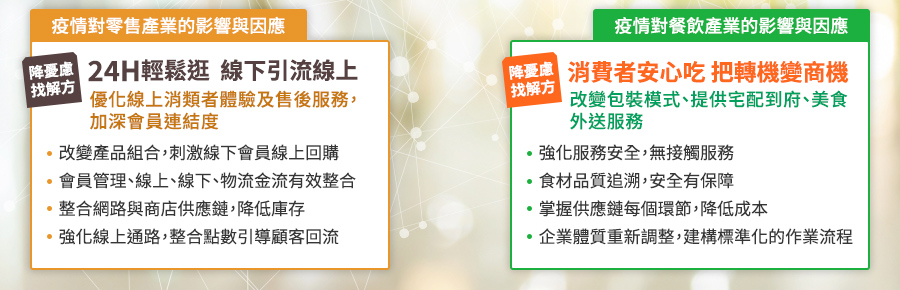 疫情對零售產業的影響與因應
降憂慮
找解方
24H輕鬆逛 線下引流線上
優化線上消類者體驗及售後服務，
加深會員連結度
• 改變產品組合，刺激線下會員線上回購
• 會員管理、線上、線下、物流金流有效整合
• 整合網路與商店供應鏈，降低庫存
• 強化線上通路，整合點數引導顧客回流
疫情對餐飲產業的影響與因應
降憂慮
找解方
消費者安心吃 把轉機變商機
改變包裝模式、提供宅配到府、美食
外送服務
• 強化服務安全，無接觸服務
• 食材品質追溯，安全有保障
• 掌握供應鏈每個環節，降低成本
• 企業體質重新調整，建構標準化的作業流程